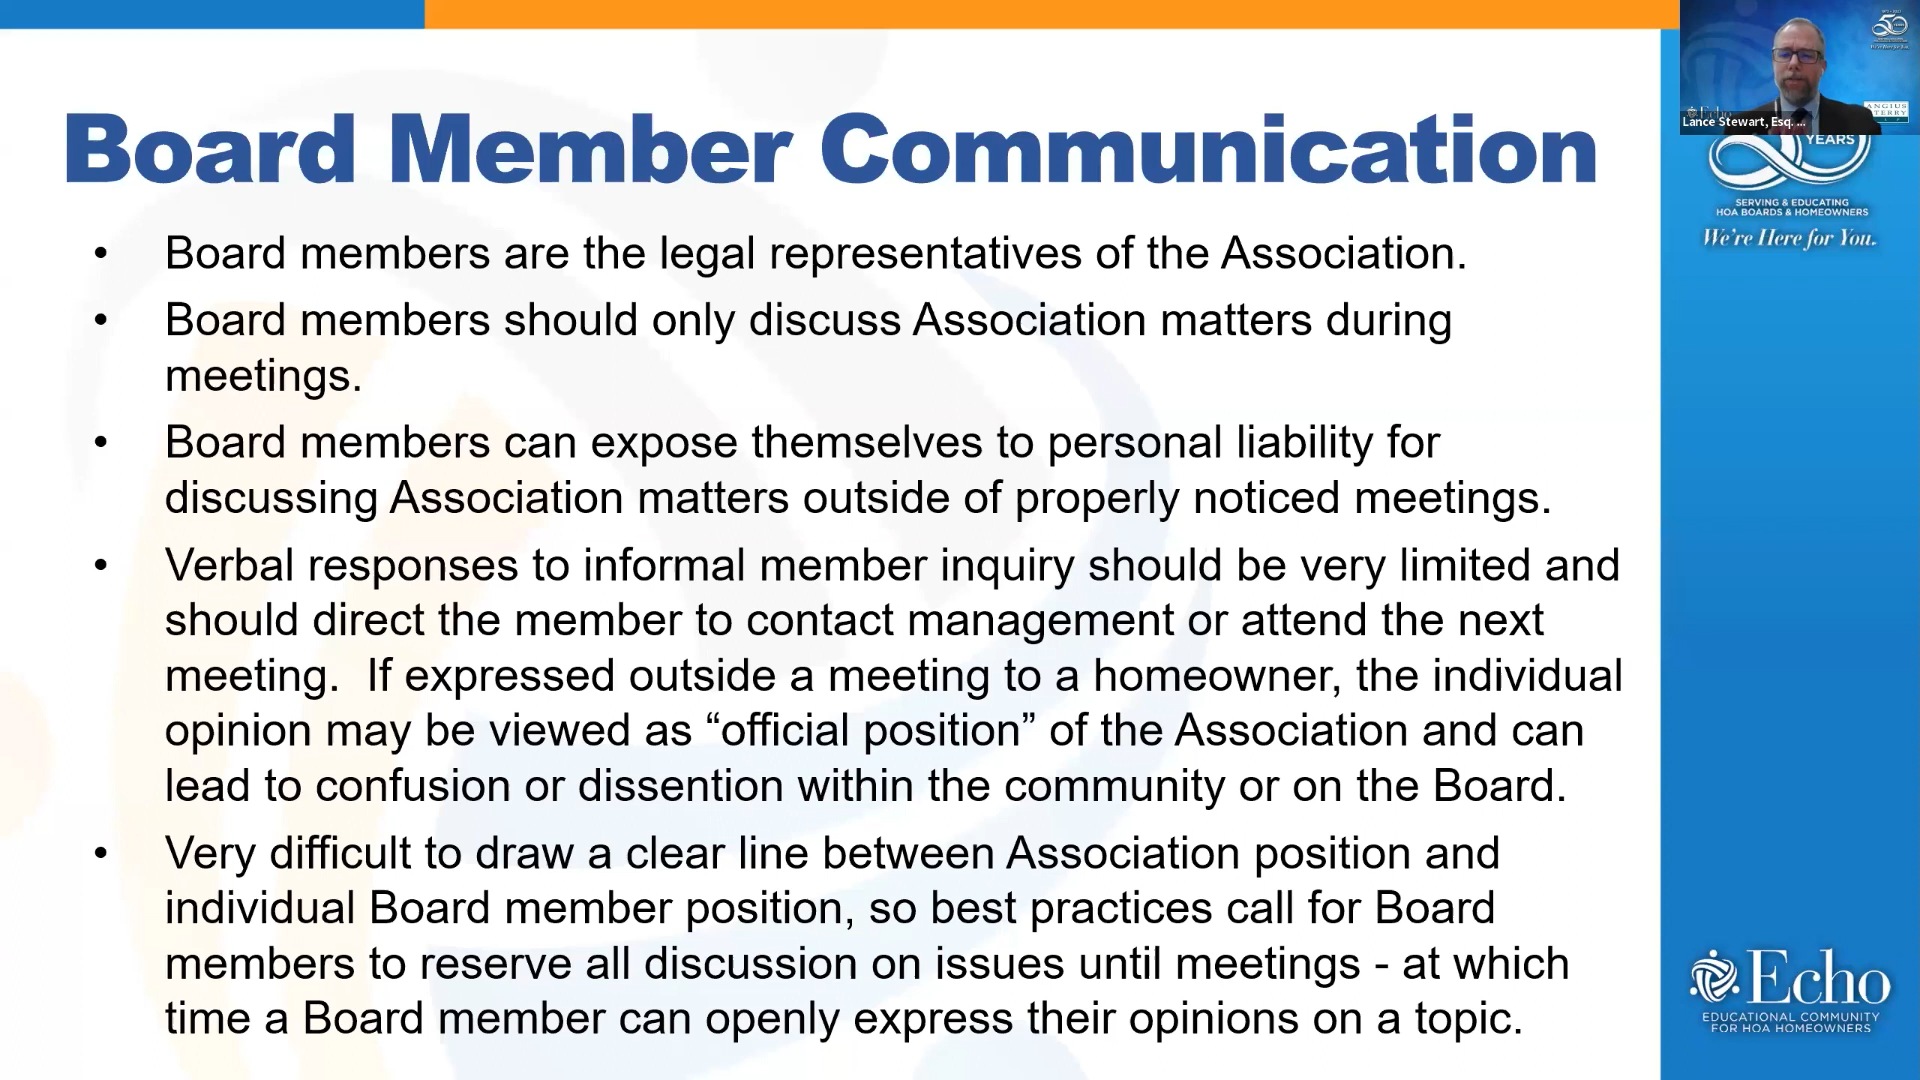 Board Member Communication
• Board members are the legal representatives of the Association.
• Board members should only discuss Association matters during
meetings.
• Board members can expose themselves to personal liability for
discussing Association matters outside of properly noticed meetings.
• Verbal responses to informal member inquiry should be very limited and
should direct the member to contact management or attend the next
meeting.  If expressed outside a meeting to a homeowner, the individual
opinion may be viewed as “official position” of the Association and can
lead to confusion or dissention within the community or on the Board.
• Very difficult to draw a clear line between Association position and
individual Board member position, so best practices call for Board
members to reserve all discussion on issues until meetings - at which
time a Board member can openly express their opinions on a topic.
50
Echo
ANGIUS
TERRY
Lance Stewart, Esq. ...
YEARS
SERVING & EDUCATING
HOA BOARDS & HOMEOWNERS
We're Here for You.
Echo
EDUCATIONAL COMMUNITY
FOR HOA HOMEOWNERS